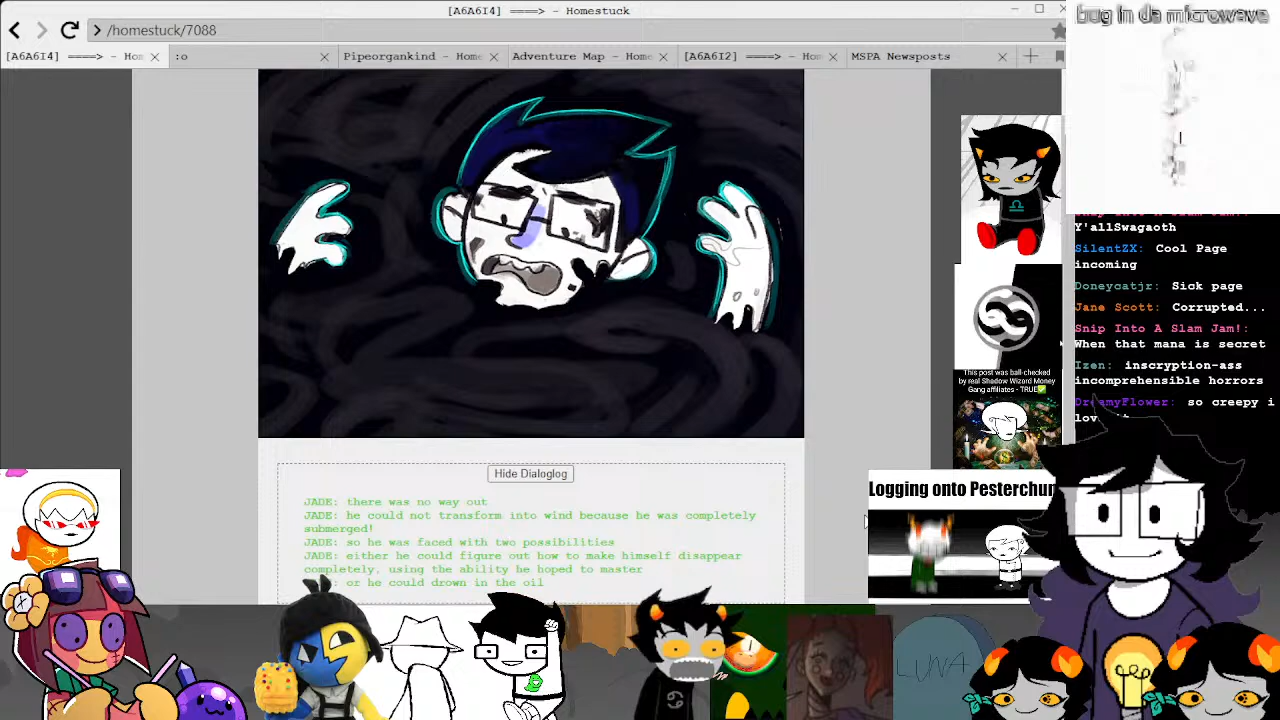 [A6A6I4] ====> - Homestuck
bug in da microwave
/homestuck/7088
[A6A6I4] ====> - Hom
:o
Pipeorgankind - Home
Adventure Map - Home
[A6A6I2] ====> - Hom
MSPA Newsposts
Snip Into A Slam Jam!:
Y'allSwagaoth
SilentZX: Cool Page
incoming
Doneycatjr: Sick page
Jane Scott: Corrupted...
Snip Into A Slam Jam!:
When that mana is secret
Izen: inscryption-ass
incomprehensible horrors
DreamyFlower: so creepy i
This post was ball-checked
by real Shadow Wizard Money
Gang affiliates - TRUE✅
Hide Dialoglog
JADE: there was no way out
JADE: he could not transform into wind because he was completely
submerged!
JADE: so he was faced with two possibilities
JADE: either he could figure out how to make himself disappear
completely, using the ability he hoped to master
: or he could drown in the oil
Logging onto Pesterchum
LUNA